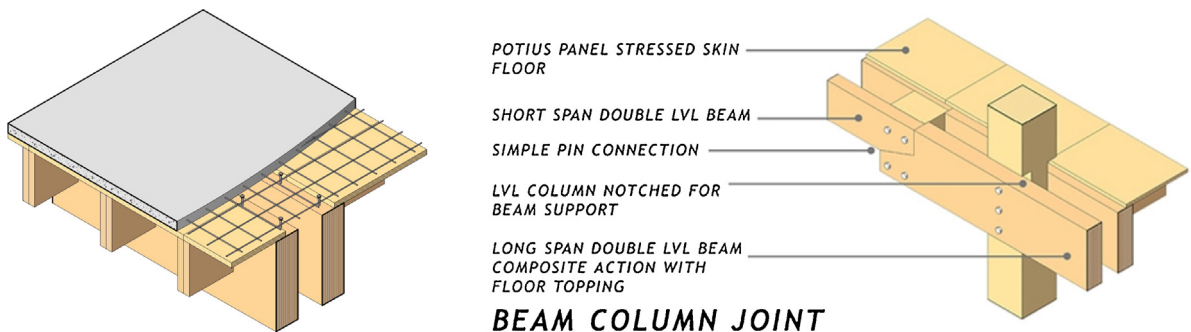 POTIUS PANEL STRESSED SKIN
FLOOR
SHORT SPAN DOUBLE LVL BEAM
SIMPLE PIN CONNECTION
LVL COLUMN NOTCHED FOR
BEAM SUPPORT
LONG SPAN DOUBLE LVL BEAM
COMPOSITE ACTION WITH
FLOOR TOPPING
BEAM COLUMN JOINT